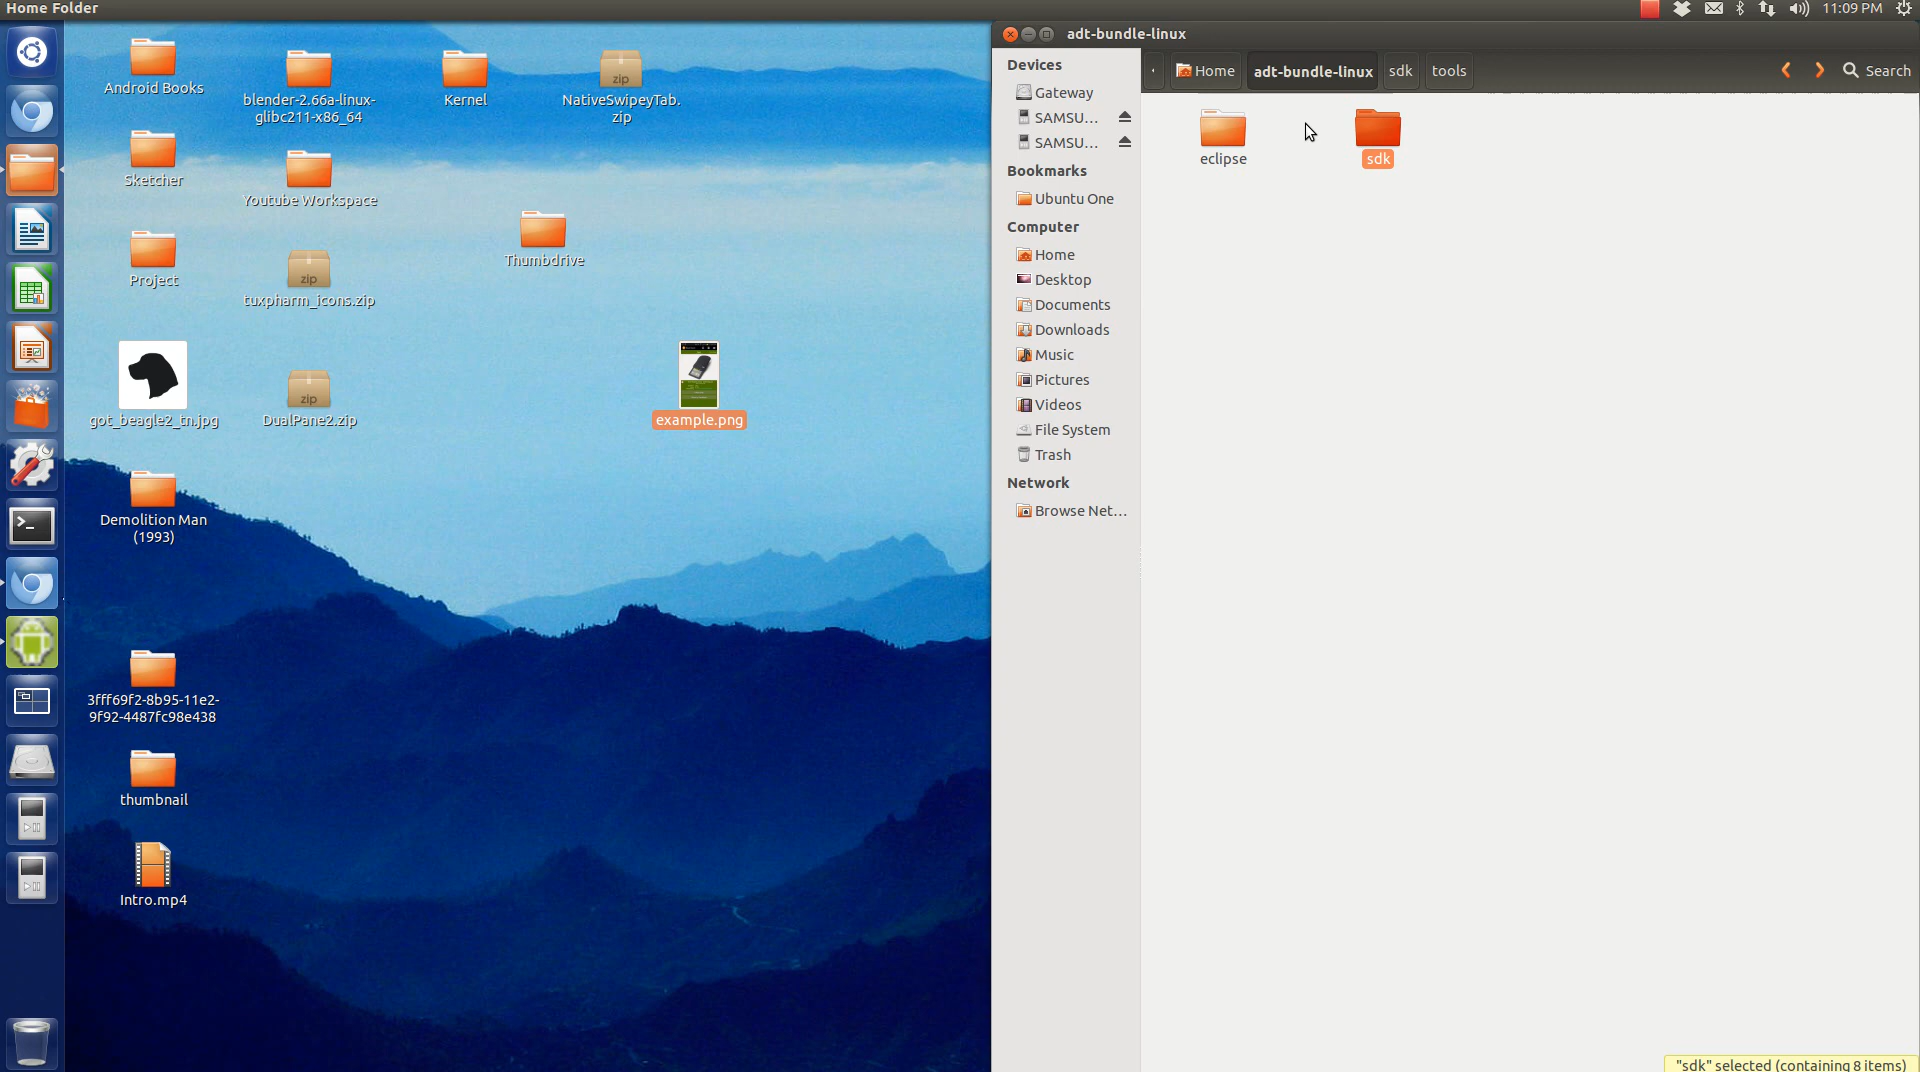 Home Folder
11:09 PM
Android Books
blender-2.66a-linux-
glibc211-x86_64
Kernel
zip
NativeSwipeyTab.
zip
Sketcher
Youtube Workspace
Thumbdrive
Project
zip
tuxpharm_icons.zip
got_beagle2_tn.jpg
zip
DualPane2.zip
example.png
Demolition Man
(1993)
3fff69f2-8b95-11e2-
9f92-4487fc98e438
thumbnail
Intro.mp4
adt-bundle-linux
Devices
Gateway
SAMSU...
SAMSU...
Bookmarks
Ubuntu One
Computer
Home
Desktop
Documents
Downloads
Music
Pictures
Videos
File System
Trash
Network
Browse Net...
Home
adt-bundle-linux
sdk
tools
Search
eclipse
sdk
"sdk" selected (containing 8 items)